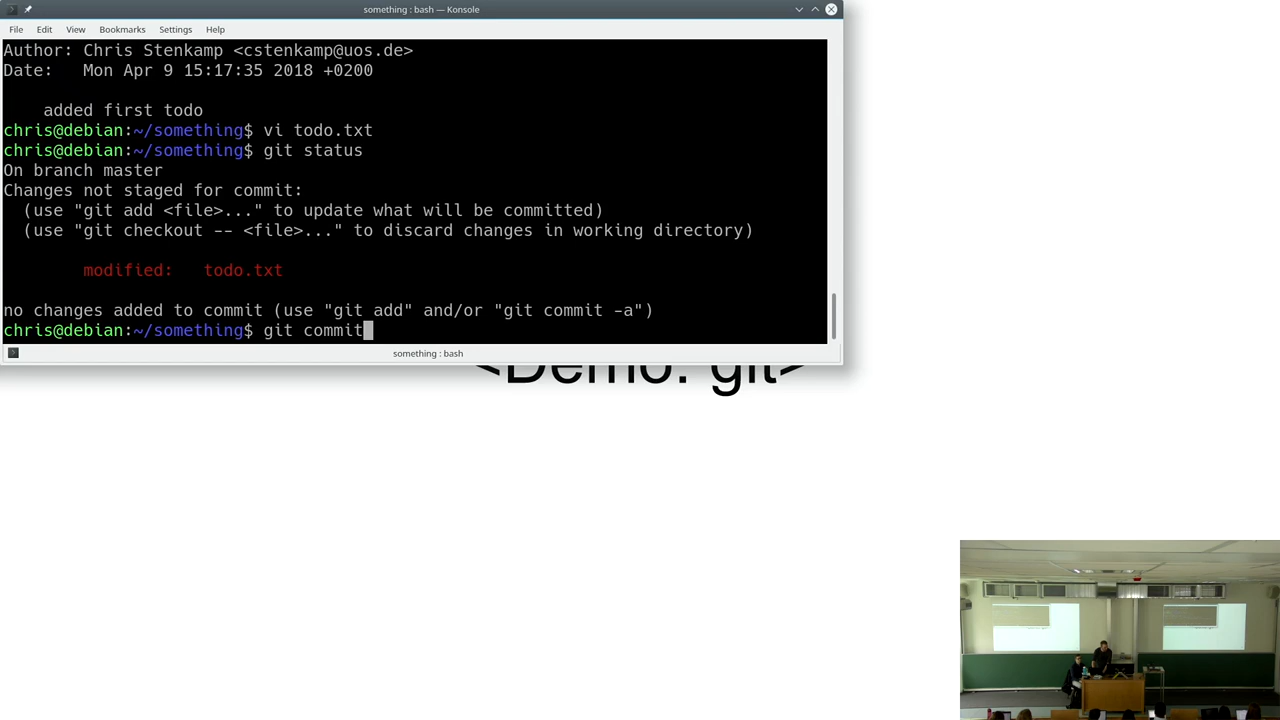 something : bash — Konsole
File Edit View Bookmarks Settings Help
Author: Chris Stenkamp <cstenkamp@uos.de>
Date:   Mon Apr 9 15:17:35 2018 +0200
    added first todo
chris@debian:~/something$ vi todo.txt
chris@debian:~/something$ git status
On branch master
Changes not staged for commit:
  (use "git add <file>..." to update what will be committed)
  (use "git checkout -- <file>..." to discard changes in working directory)
        modified:   todo.txt
no changes added to commit (use "git add" and/or "git commit -a")
chris@debian:~/something$ git commit
something : bash
<Demo: git>